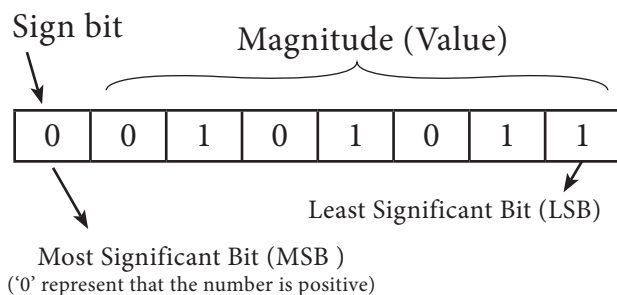 Sign bit
Magnitude (Value)
0 0 1 0 1 0 1 1
Least Significant Bit (LSB)
Most Significant Bit (MSB )
(‘0’ represent that the number is positive)